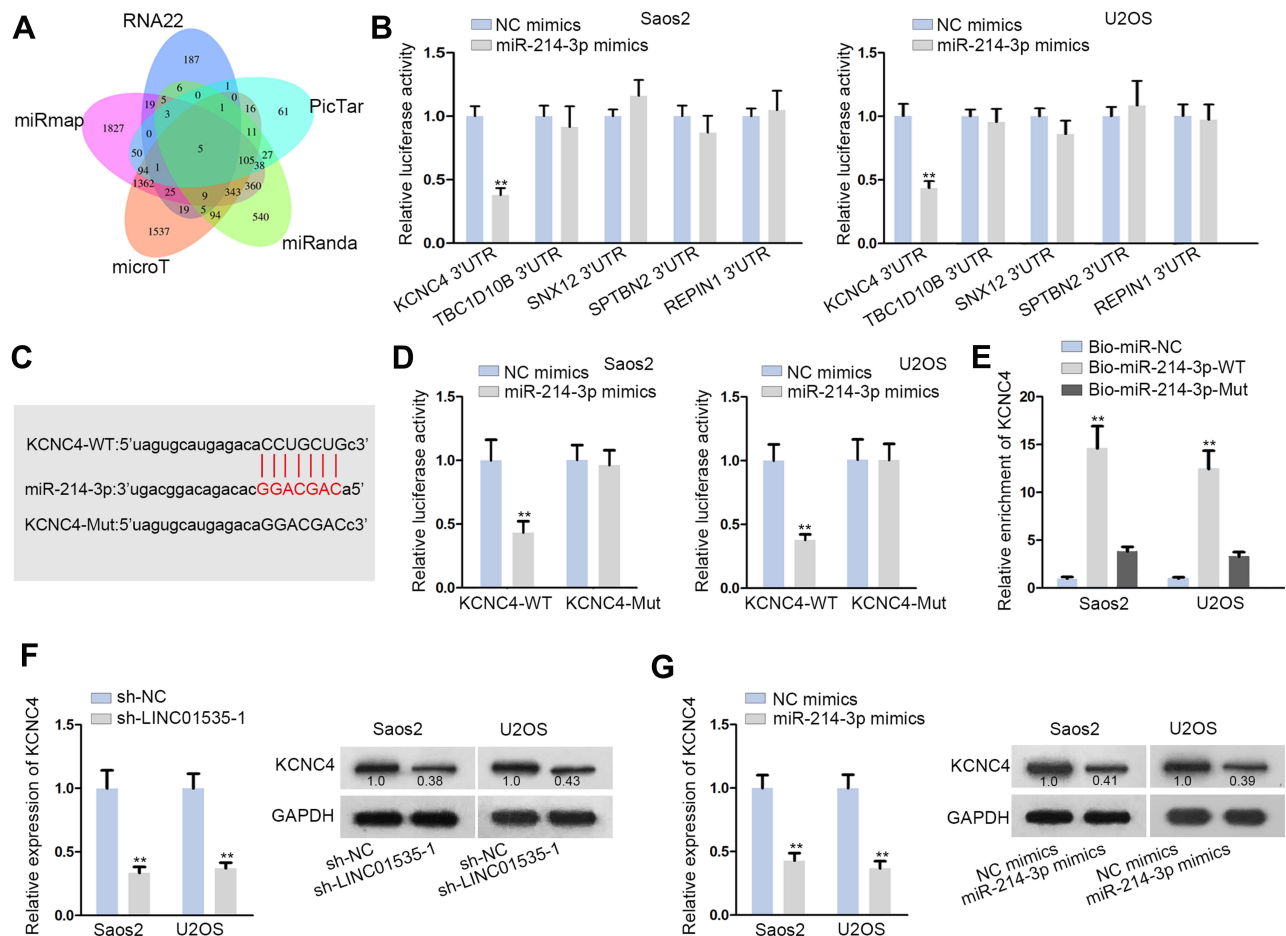 A
RNA22
PicTar
miRanda
microT
miRmap
187
6
0
1
0
19
5
3
1
16
61
1827
0
11
50
1
5
27
94
105
38
1362
25
9
343
360
19
5
94
540
1537
B
Saos2
NC mimics
miR-214-3p mimics
Relative luciferase activity
1.5
1.0
0.5
0.0
**
KCNC4 3'UTR
TBC1D10B 3'UTR
SNX12 3'UTR
SPTBN2 3'UTR
REPIN1 3'UTR
U2OS
NC mimics
miR-214-3p mimics
Relative luciferase activity
1.5
1.0
0.5
0.0
**
KCNC4 3'UTR
TBC1D10B 3'UTR
SNX12 3'UTR
SPTBN2 3'UTR
REPIN1 3'UTR
C
KCNC4-WT:5'uagugcaugagacaCCUGCUGc3'
miR-214-3p:3'ugacggacagacacGGACGACa5'
KCNC4-Mut:5'uagugcaugagacaGGACGACc3'
D
Saos2
NC mimics
miR-214-3p mimics
Relative luciferase activity
1.5
1.0
0.5
0.0
**
KCNC4-WT KCNC4-Mut
U2OS
NC mimics
miR-214-3p mimics
Relative luciferase activity
1.5
1.0
0.5
0.0
**
KCNC4-WT KCNC4-Mut
E
Bio-miR-NC
Bio-miR-214-3p-WT
Bio-miR-214-3p-Mut
Relative enrichment of KCNC4
20
15
10
5
0
**
**
Saos2 U2OS
F
sh-NC
sh-LINC01535-1
Relative expression of KCNC4
1.5
1.0
0.5
0.0
**
**
Saos2 U2OS
Saos2 U2OS
KCNC4
1.0 0.38 1.0 0.43
GAPDH
sh-NC
sh-LINC01535-1
sh-NC
sh-LINC01535-1
G
NC mimics
miR-214-3p mimics
Relative expression of KCNC4
1.5
1.0
0.5
0.0
**
**
Saos2 U2OS
Saos2 U2OS
KCNC4
1.0 0.41 1.0 0.39
GAPDH
NC mimics
miR-214-3p mimics
NC mimics
miR-214-3p mimics